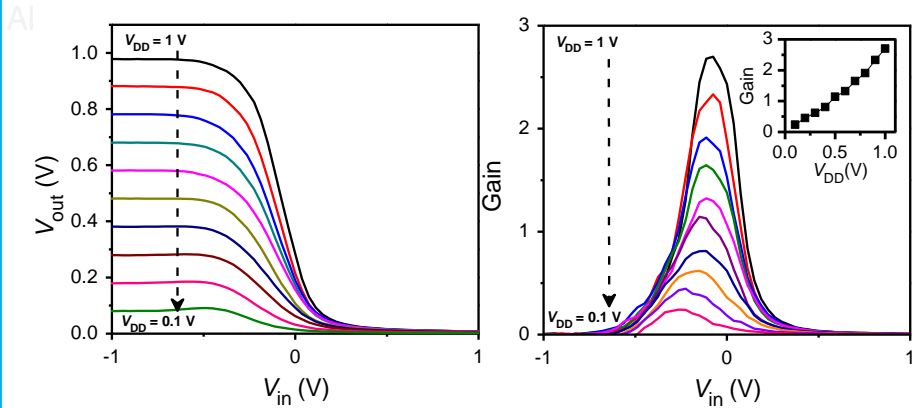 AI
V_DD = 1 V
1.0
0.8
0.6
0.4
0.2
0.0
V_out (V)
V_DD = 0.1 V
-1
0
1
V_in (V)
3
2
1
0
Gain
V_DD = 1 V
V_DD = 0.1 V
-1
0
1
V_in (V)
3
2
1
0
Gain
0.0
0.5
1.0
V_DD(V)